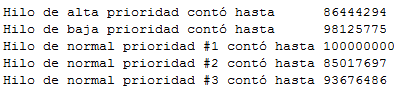 Hilo de alta prioridad contó hasta 86444294
Hilo de baja prioridad contó hasta 98125775
Hilo de normal prioridad #1 contó hasta 100000000
Hilo de normal prioridad #2 contó hasta 85017697
Hilo de normal prioridad #3 contó hasta 93676486